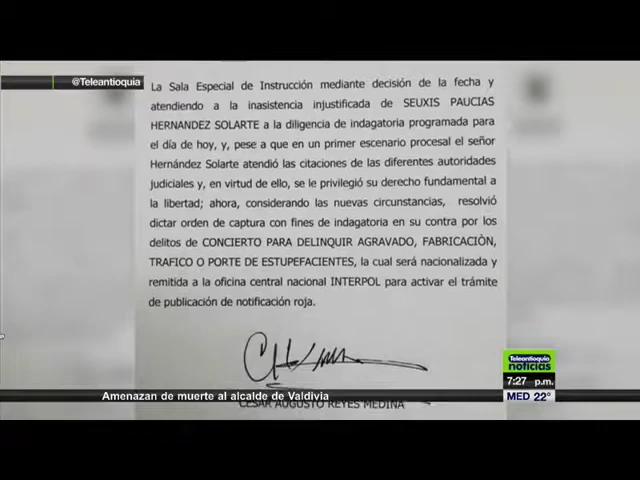 @Teleantioquia
La Sala Especial de Instrucción mediante decisión de la fecha y
atendiendo a la inasistencia injustificada de SEUXIS PAUCIAS
HERNANDEZ SOLARTE a la diligencia de indagatoria programada para
el día de hoy, y, pese a que en un primer escenario procesal el señor
Hernández Solarte atendió las citaciones de las diferentes autoridades
judiciales y, en virtud de ello, se le privilegió su derecho fundamental a
la libertad; ahora, considerando las nuevas circunstancias, resolvió
dictar orden de captura con fines de indagatoria en su contra por los
delitos de CONCIERTO PARA DELINQUIR AGRAVADO, FABRICACIÒN,
TRAFICO O PORTE DE ESTUPEFACIENTES, la cual será nacionalizada y
remitida a la oficina central nacional INTERPOL para activar el trámite
de publicación de notificación roja.
Teleantioquia
noticias
7:27 p.m.
MED 22°
Amenazan de muerte al alcalde de Valdivia
CESAR AUGUSTO REYES MEDINA